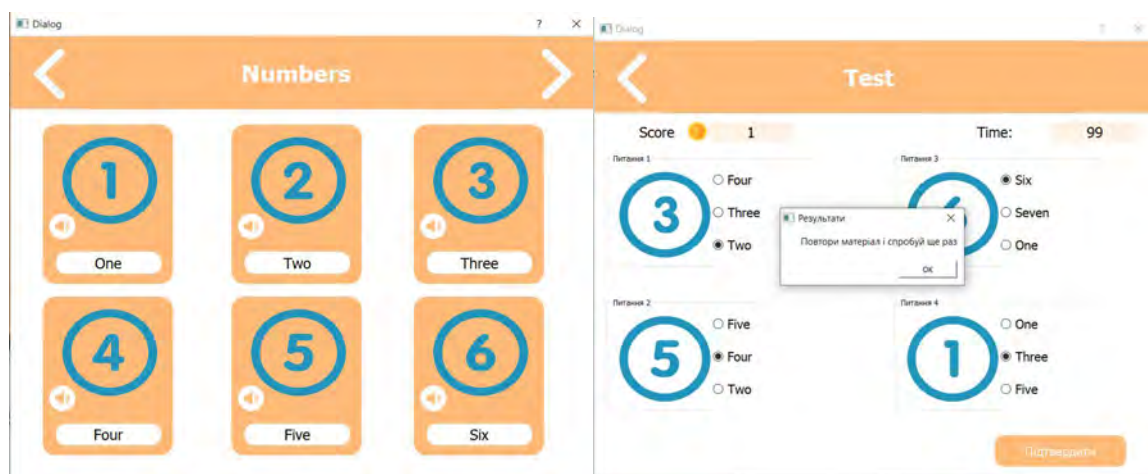 Dialog
?
Numbers
1
2
3
One
Two
Three
4
5
6
Four
Five
Six
Dialog
?
Test
Score
1
Time:
99
Питання 1
3
Four
Three
Two
Питання 3
Six
Seven
One
Результати
Повтори матеріал і спробуй ще раз
OK
Питання 2
5
Five
Four
Two
Питання 4
1
One
Three
Five
Підтвердити